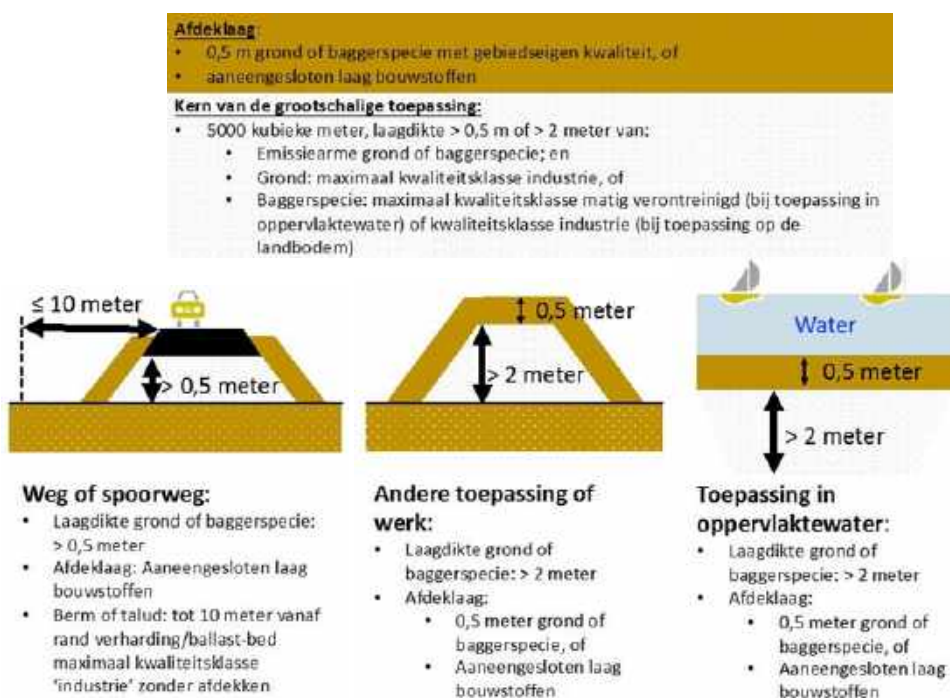 Afdeklaag:
• 0,5 m grond of baggerspecie met gebiedseigen kwaliteit, of
• aaneengesloten laag bouwstoffen
Kern van de grootschalige toepassing:
• 5000 kubieke meter, laagdikte > 0,5 m of > 2 meter van:
• Emissiearme grond of baggerspecie; en
• Grond: maximaal kwaliteitsklasse industrie, of
• Baggerspecie: maximaal kwaliteitsklasse matig verontreinigd (bij toepassing in
oppervlaktewater) of kwaliteitsklasse industrie (bij toepassing op de
landbodem)
≤ 10 meter
> 0,5 meter
0,5 meter
> 2 meter
Water
0,5 meter
> 2 meter
Weg of spoorweg:
• Laagdikte grond of baggerspecie:
> 0,5 meter
• Afdeklaag: Aaneengesloten laag
bouwstoffen
• Berm of talud: tot 10 meter vanaf
rand verharding/ballast-bed
maximaal kwaliteitsklasse
'industrie' zonder afdekken
Andere toepassing of
werk:
• Laagdikte grond of
baggerspecie: > 2 meter
• Afdeklaag:
• 0,5 meter grond of
baggerspecie, of
• Aaneengesloten laag
bouwstoffen
Toepassing in
oppervlaktewater:
• Laagdikte grond of
baggerspecie: > 2 meter
• Afdeklaag:
• 0,5 meter grond of
baggerspecie, of
• Aaneengesloten laag
bouwstoffen